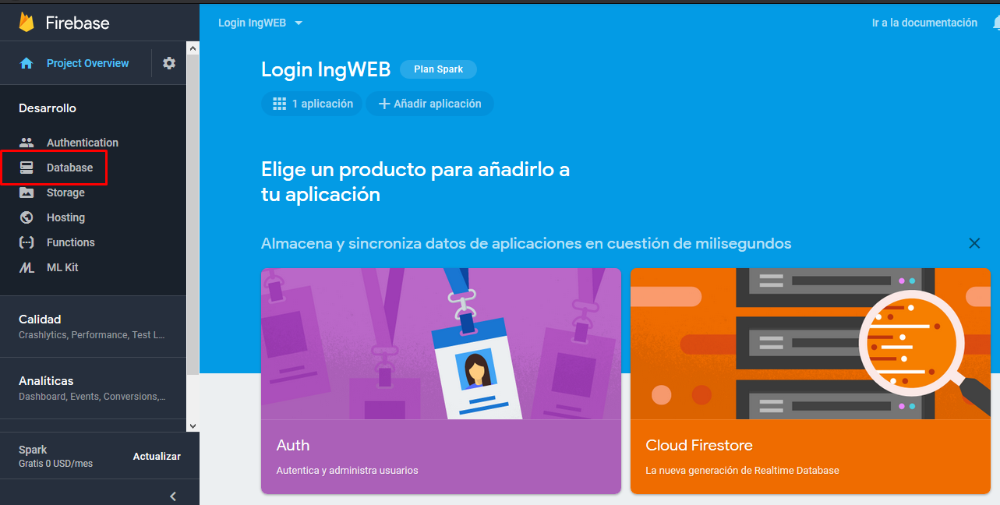 Firebase
Project Overview
Desarrollo
Authentication
Database
Storage
Hosting
Functions
ML Kit
Calidad
Crashlytics, Performance, Test L...
Analíticas
Dashboard, Events, Conversions,...
Spark
Gratis 0 USD/mes
Actualizar
Login IngWEB
Ir a la documentación
Login IngWEB
Plan Spark
1 aplicación
Añadir aplicación
Elige un producto para añadirlo a
tu aplicación
Almacena y sincroniza datos de aplicaciones en cuestión de milisegundos
Auth
Autentica y administra usuarios
Cloud Firestore
La nueva generación de Realtime Database